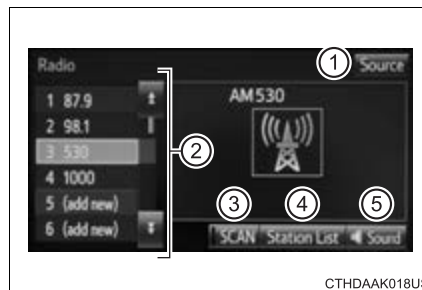 Radio
1
Source
1 87.9
2 98.1
3 530
4 1000
5 (add new)
6 (add new)
2
AM530
3
4
5
SCAN
Station List
Sound
CTHDAAK018U